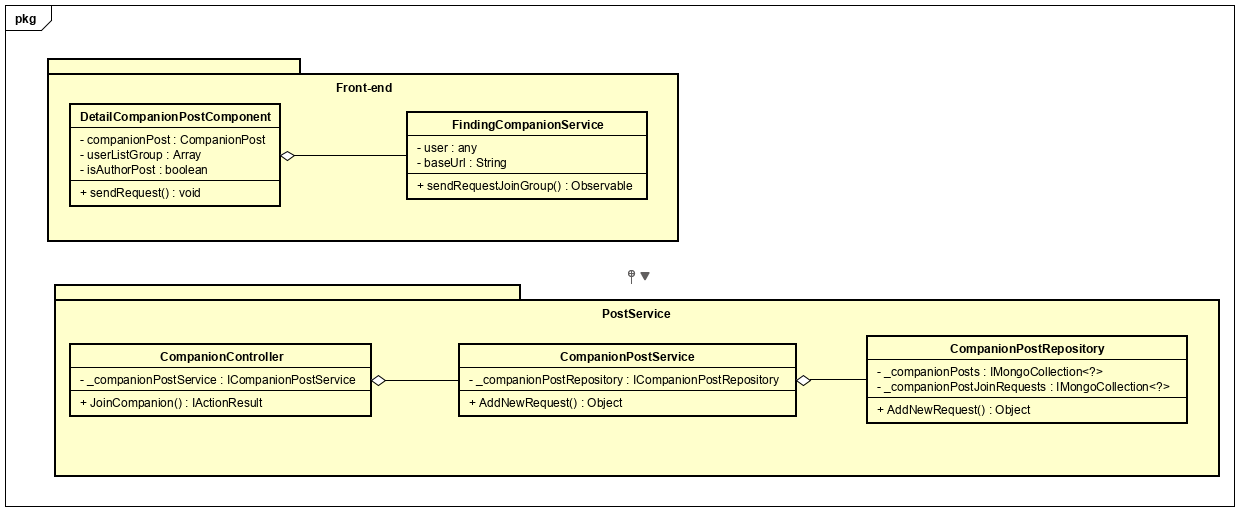 pkg
Front-end
DetailCompanionPostComponent
- companionPost : CompanionPost
- userListGroup : Array
- isAuthorPost : boolean
+ sendRequest() : void
FindingCompanionService
- user : any
- baseUrl : String
+ sendRequestJoinGroup() : Observable
PostService
CompanionController
- _companionPostService : ICompanionPostService
+ JoinCompanion() : IActionResult
CompanionPostService
- _companionPostRepository : ICompanionPostRepository
+ AddNewRequest() : Object
CompanionPostRepository
- _companionPosts : IMongoCollection<?>
- _companionPostJoinRequests : IMongoCollection<?>
+ AddNewRequest() : Object